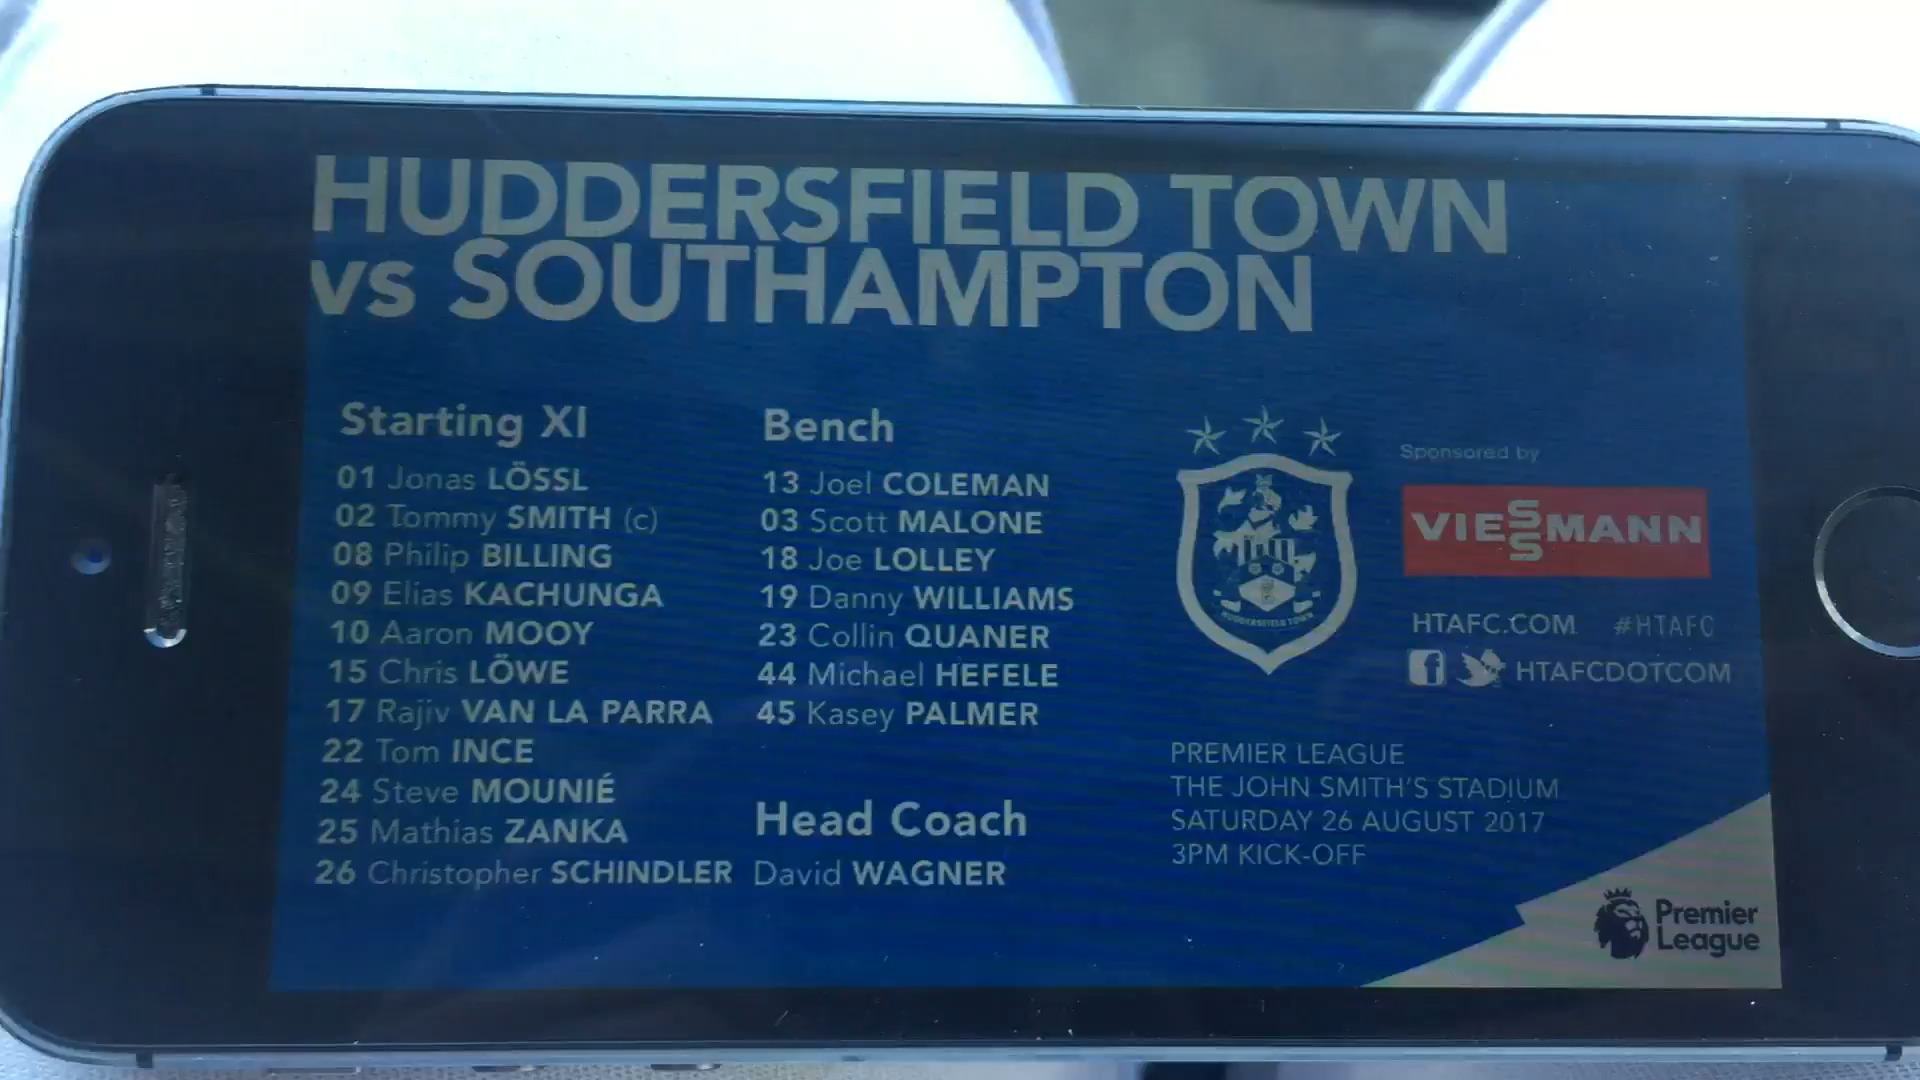 HUDDERSFIELD TOWN
vs SOUTHAMPTON
Starting XI
01 Jonas LÖSSL
02 Tommy SMITH (c)
08 Philip BILLING
09 Elias KACHUNGA
10 Aaron MOOY
15 Chris LÖWE
17 Rajiv VAN LA PARRA
22 Tom INCE
24 Steve MOUNIÉ
25 Mathias ZANKA
26 Christopher SCHINDLER
Bench
13 Joel COLEMAN
03 Scott MALONE
18 Joe LOLLEY
19 Danny WILLIAMS
23 Collin QUANER
44 Michael HEFELE
45 Kasey PALMER
Head Coach
David WAGNER
HUDDERSFIELD TOWN
Sponsored by
VIESSMANN
HTAFC.COM #HTAFC
f HTAFCDOTCOM
PREMIER LEAGUE
THE JOHN SMITH'S STADIUM
SATURDAY 26 AUGUST 2017
3PM KICK-OFF
Premier
League